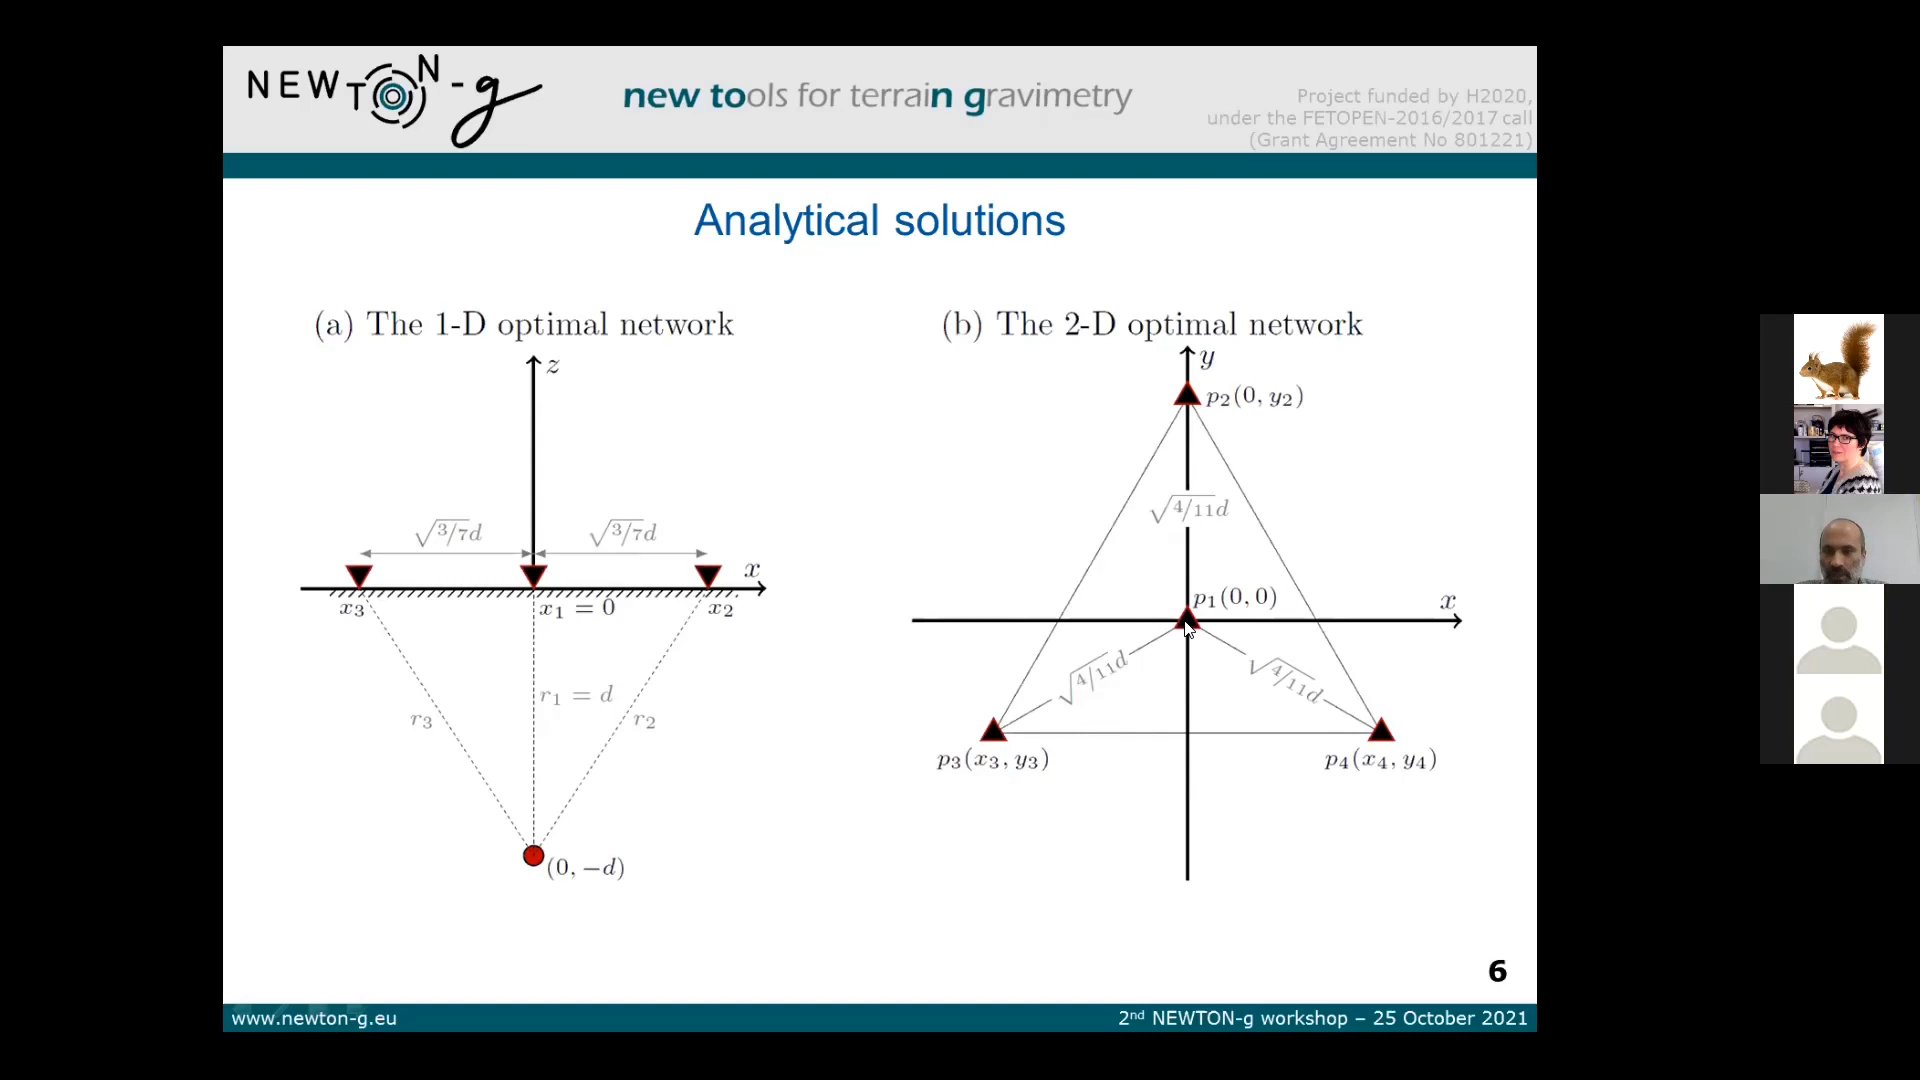 NEWTON-g
new tools for terrain gravimetry
Project funded by H2020,
under the FETOPEN-2016/2017 call
(Grant Agreement No 801221)
Analytical solutions
(a) The 1-D optimal network
z
√3/7d √3/7d
x
x3 x1 = 0 x2
r1 = d
r3 r2
(0, −d)
(b) The 2-D optimal network
y
p2(0, y2)
√4/11d
p1(0, 0)
x
√4/11d √4/11d
p3(x3, y3) p4(x4, y4)
6
www.newton-g.eu
2nd NEWTON-g workshop – 25 October 2021